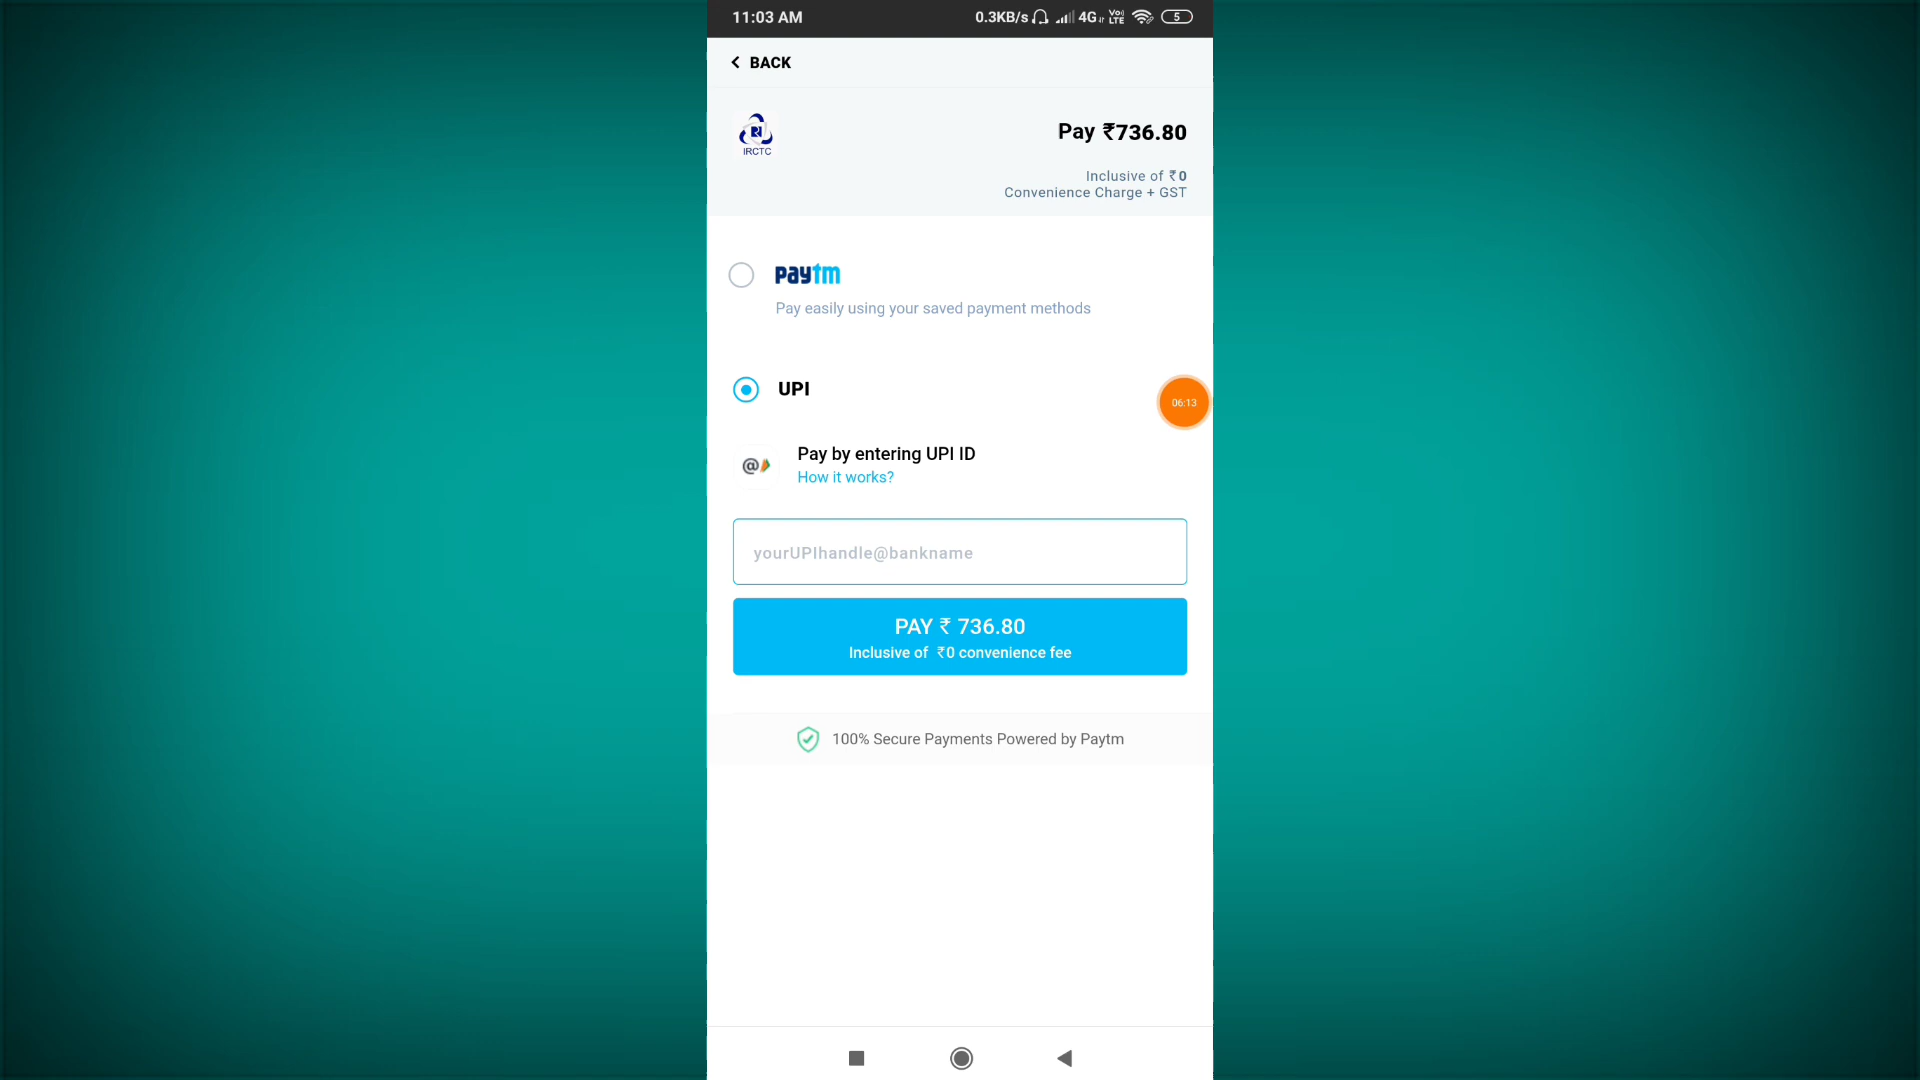 11:03 AM
0.3KB/s 4G Vo) LTE 5
BACK
IRCTC
Pay ₹736.80
Inclusive of ₹0
Convenience Charge + GST
paytm
Pay easily using your saved payment methods
UPI
06:13
@
Pay by entering UPI ID
How it works?
yourUPIhandle@bankname
PAY ₹ 736.80
Inclusive of ₹0 convenience fee
100% Secure Payments Powered by Paytm